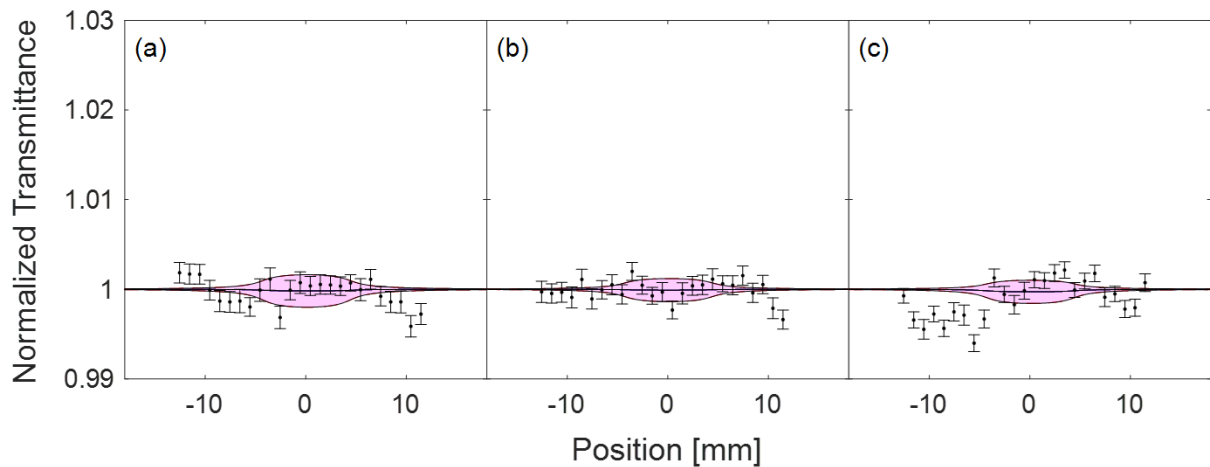 Normalized Transmittance
1.03
1.02
1.01
1
0.99
(a)
(b)
(c)
-10 0 10 -10 0 10 -10 0 10
Position [mm]